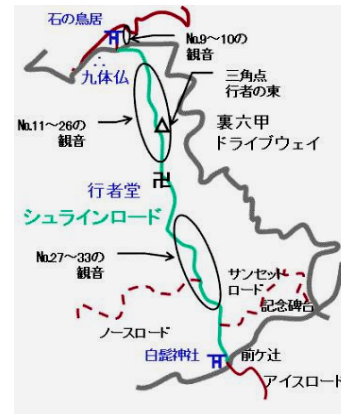 石の鳥居
No.9～10の
観音
九体仏
三角点
行者の東
No.11～26の
観音
裏六甲
ドライブウェイ
行者堂
シュラインロード
No.27～33の
観音
サンセット
ロード
記念碑台
ノースロード
白髭神社
前ケ辻
アイスロード